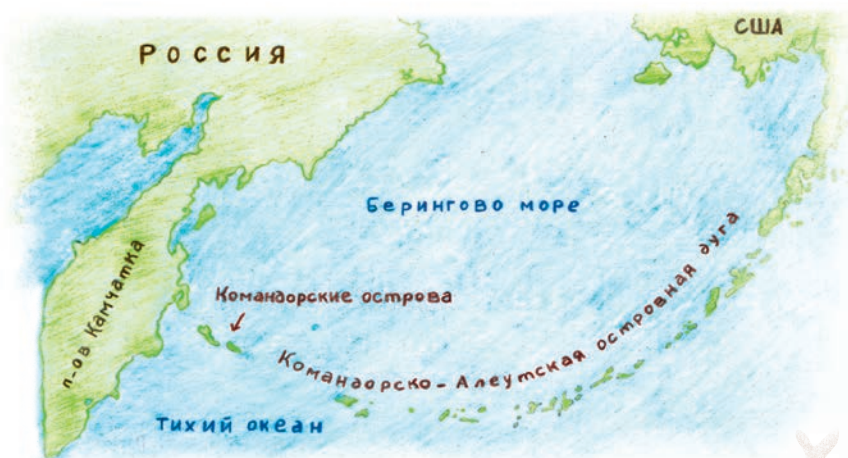 США
Россия
Берингово море
п-ов Камчатка
Командорские острова
Командорско-Алеутская островная дуга
Тихий океан